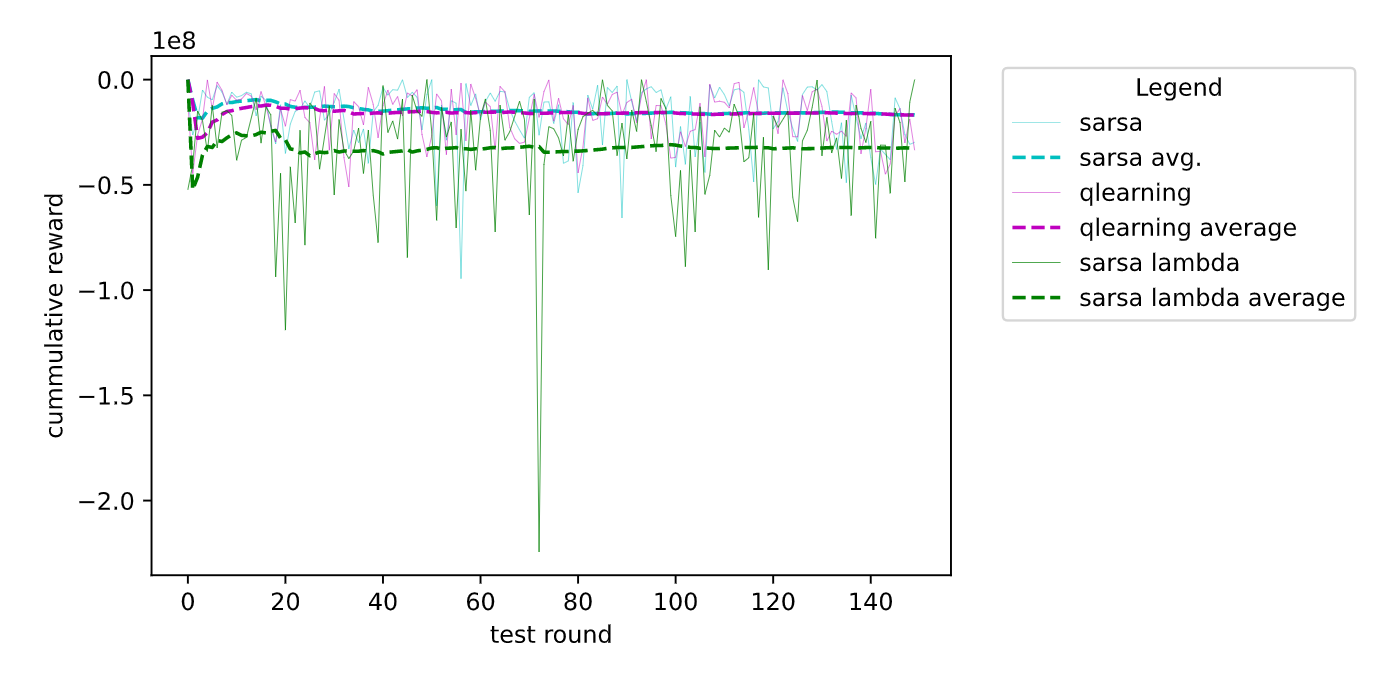 1e8
0.0
−0.5
−1.0
−1.5
−2.0
cummulative reward
0 20 40 60 80 100 120 140
test round
Legend
sarsa
sarsa avg.
qlearning
qlearning average
sarsa lambda
sarsa lambda average